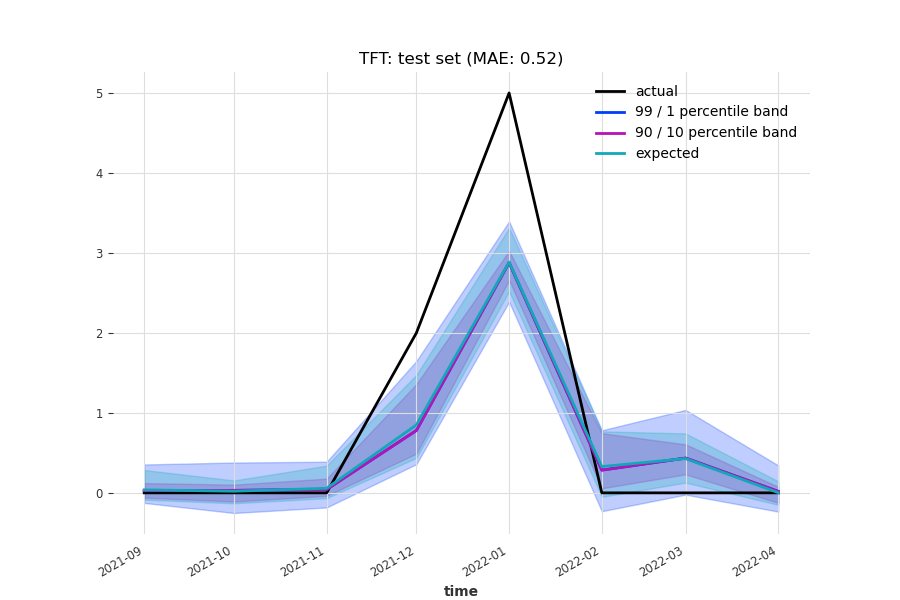 TFT: test set (MAE: 0.52)
actual
99 / 1 percentile band
90 / 10 percentile band
expected
5
4
3
2
1
0
2021-09
2021-10
2021-11
2021-12
2022-01
2022-02
2022-03
2022-04
time